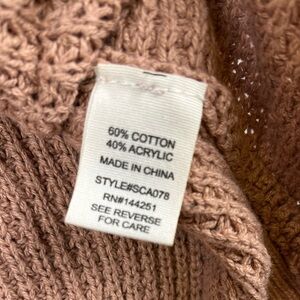 60% COTTON
40% ACRYLIC
MADE IN CHINA
STYLE#SCA078
RN#144251
SEE REVERSE
FOR CARE